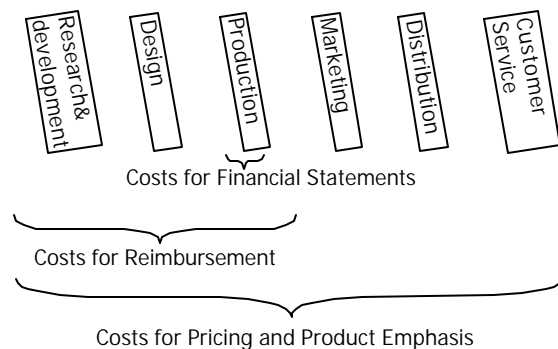 Research&
development
Design
Production
Marketing
Distribution
Customer
Service
Costs for Financial Statements
Costs for Reimbursement
Costs for Pricing and Product Emphasis